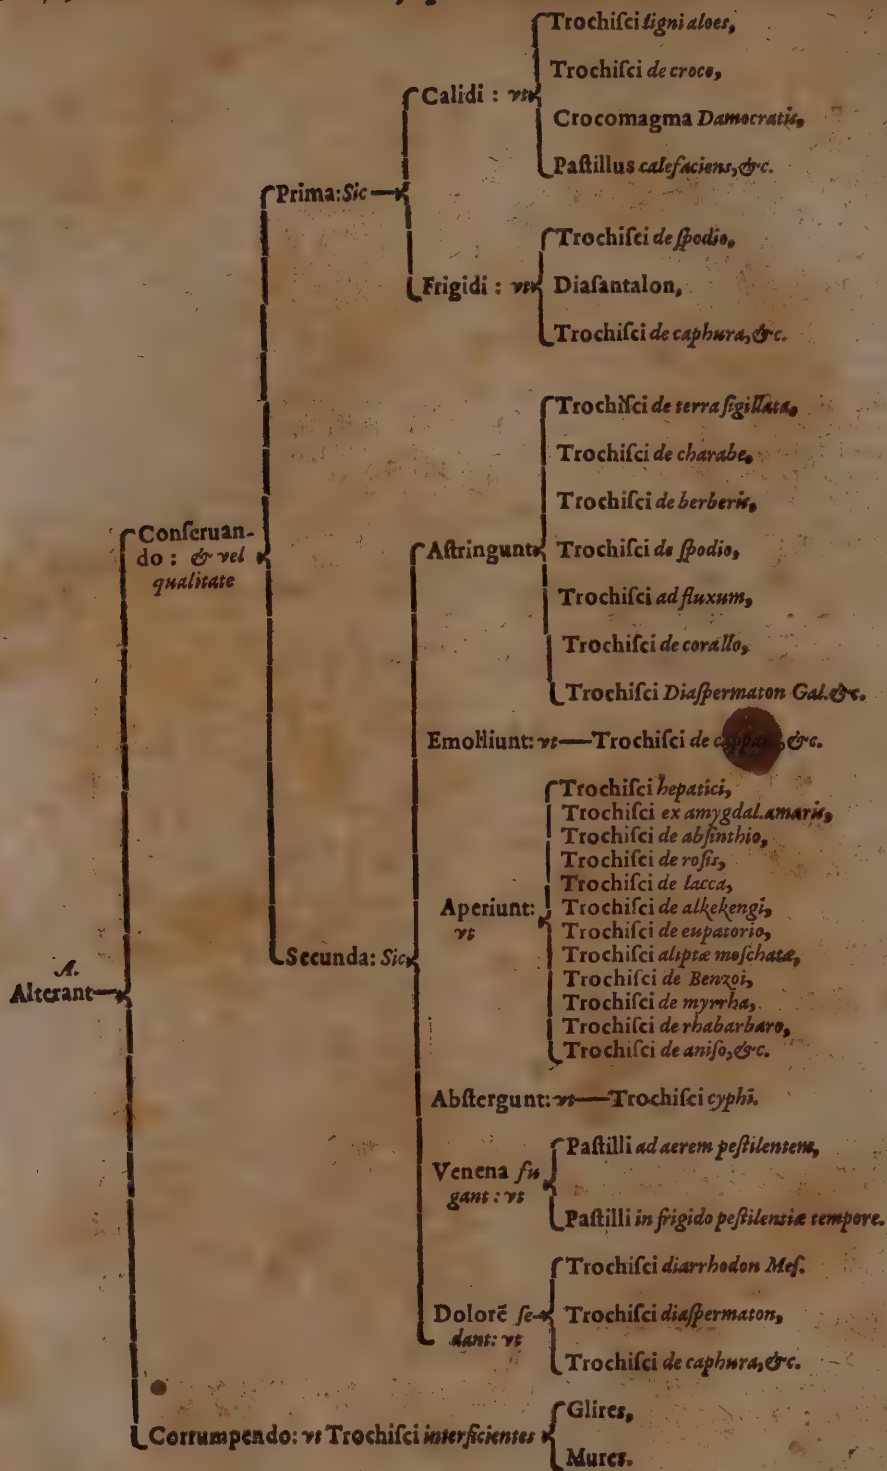 Trochiſci ligni aloes,
Trochiſci de croco,
Calidi : vt
Crocomagma Damocratis,
Paſtillus calefaciens, &c.
Prima: Sic
Trochiſci de ſpodio,
Frigidi : vt
Diaſantalon,
Trochiſci de caphura, &c.
Trochiſci de terra ſigillata,
Trochiſci de charabe,
Trochiſci de berberis,
Conſeruan-
do : & vel
qualitate
Aſtringunt
Trochiſci de ſpodio,
Trochiſci ad fluxum,
Trochiſci de corallo,
Trochiſci Diaſpermaton Gal. &c.
Emolliunt: vt Trochiſci de &c.
Trochiſci hepatici,
Trochiſci ex amygdal. amaris,
Trochiſci de abſinthio,
Trochiſci de roſis,
Trochiſci de lacca,
Aperiunt:
vt
Trochiſci de alkekengi,
Trochiſci de eupatorio,
Secunda: Sic
Trochiſci aliptæ moſchatæ,
Trochiſci de Benzoi,
Trochiſci de myrrha,
Trochiſci de rhabarbaro,
Trochiſci de aniſo, &c.
A.
Alterant
Abſtergunt: vt Trochiſci cyphi.
Paſtilli ad aerem peſtilentem,
Venena fu
gant : vt
Paſtilli in frigido peſtilentiæ tempore.
Trochiſci diarrhodon Meſ.
Dolorē ſe-
dant: vt
Trochiſci diaſpermaton,
Trochiſci de caphura, &c.
Corrumpendo: vt Trochiſci interficientes
Glires,
Mures.